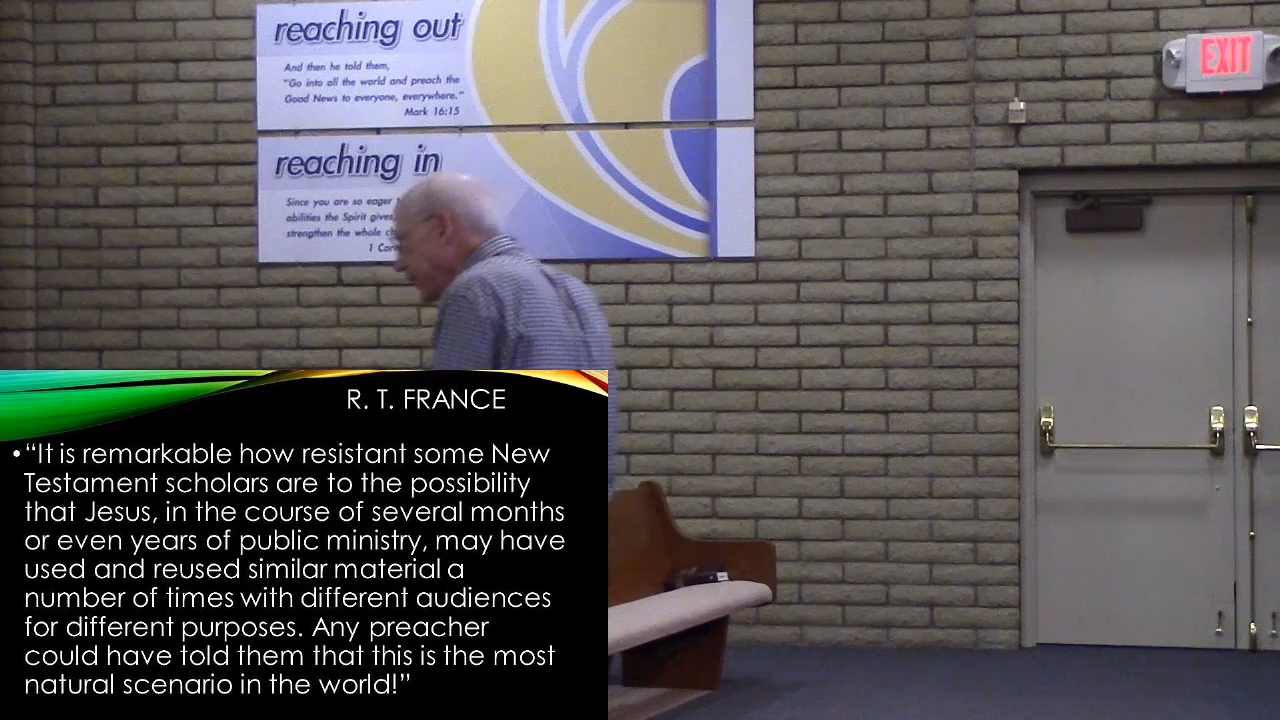 reaching out
And then he told them,
"Go into all the world and preach the
Good News to everyone, everywhere."
Mark 16:15
EXIT
reaching in
Since you are so eager
abilities the Spirit gives,
strengthen the whole
1
R. T. FRANCE
•“It is remarkable how resistant some New
Testament scholars are to the possibility
that Jesus, in the course of several months
or even years of public ministry, may have
used and reused similar material a
number of times with different audiences
for different purposes. Any preacher
could have told them that this is the most
natural scenario in the world!”